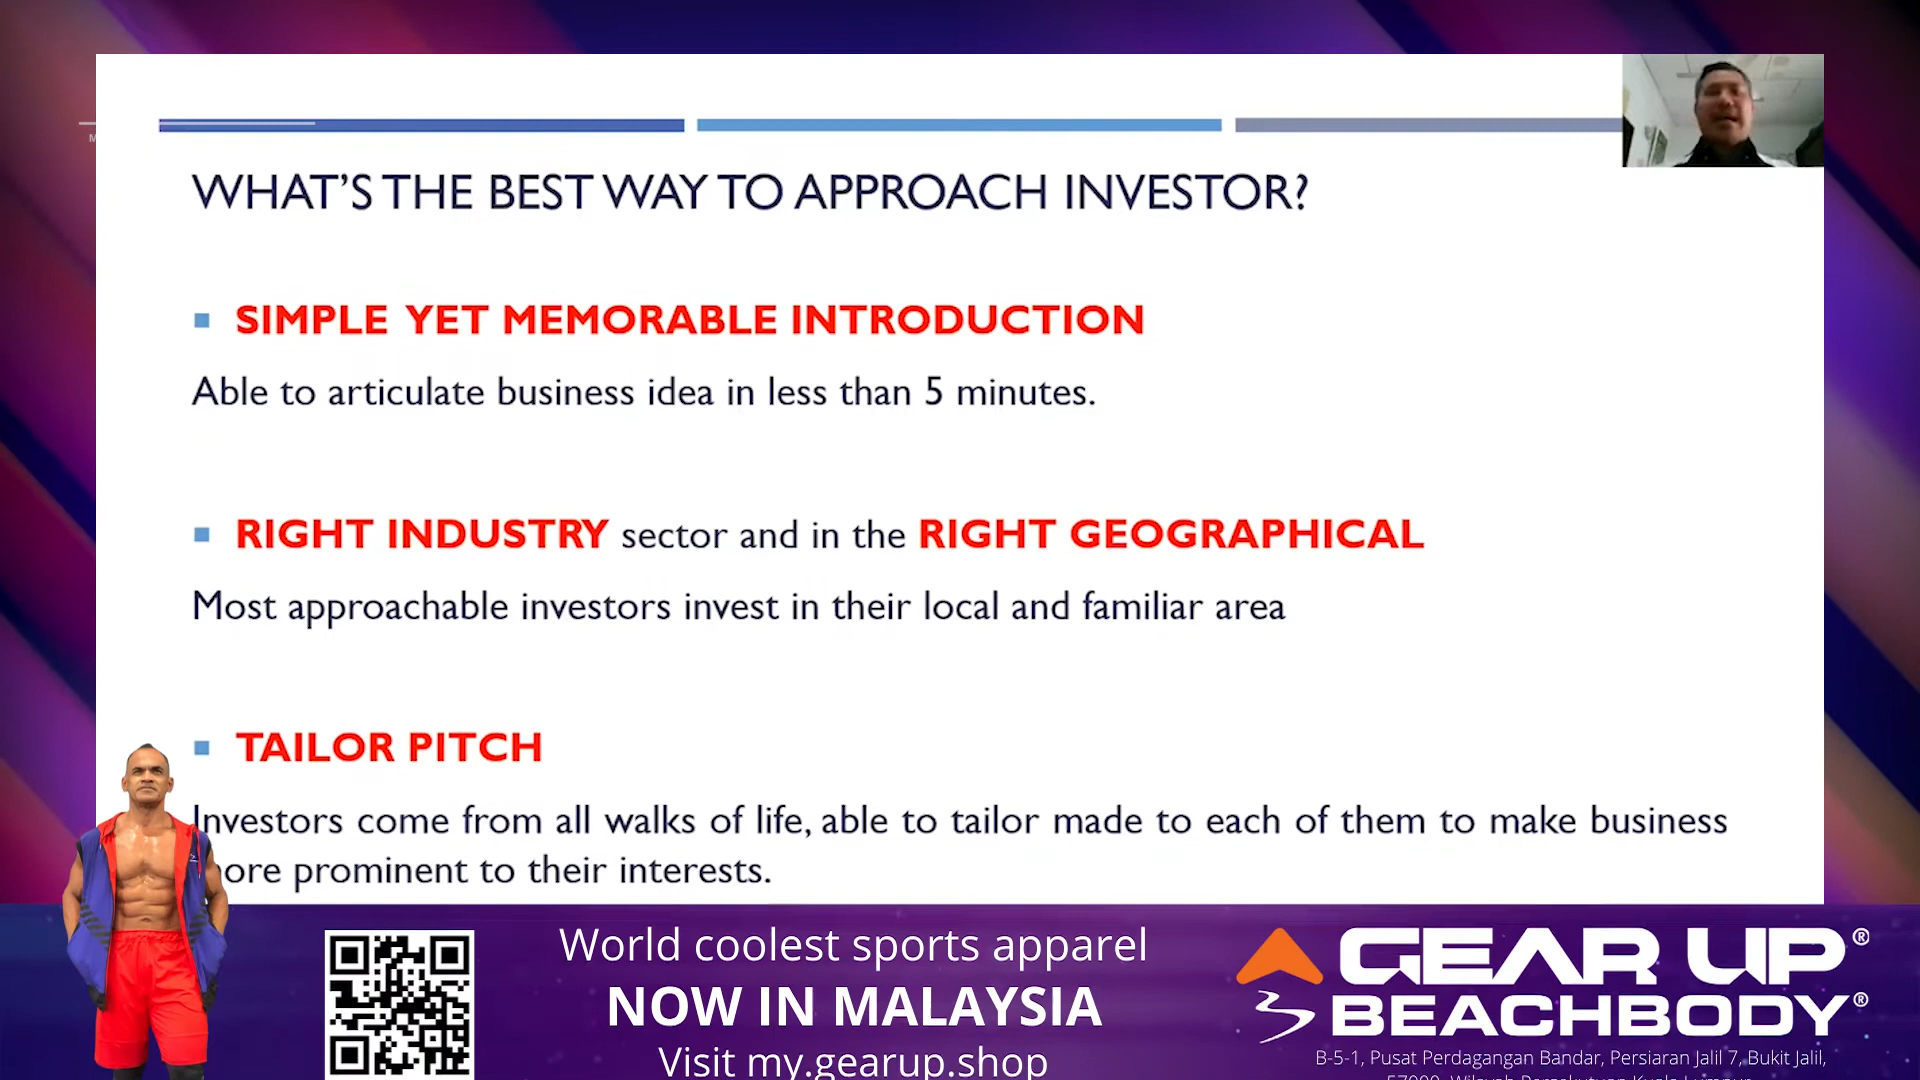 M
WHAT'S THE BEST WAY TO APPROACH INVESTOR?
SIMPLE YET MEMORABLE INTRODUCTION
Able to articulate business idea in less than 5 minutes.
RIGHT INDUSTRY sector and in the RIGHT GEOGRAPHICAL
Most approachable investors invest in their local and familiar area
TAILOR PITCH
Investors come from all walks of life, able to tailor made to each of them to make business
ore prominent to their interests.
World coolest sports apparel
NOW IN MALAYSIA
Visit my.gearup.shop
GEAR UP®
BEACHBODY®
B-5-1, Pusat Perdagangan Bandar, Persiaran Jalil 7, Bukit Jalil,